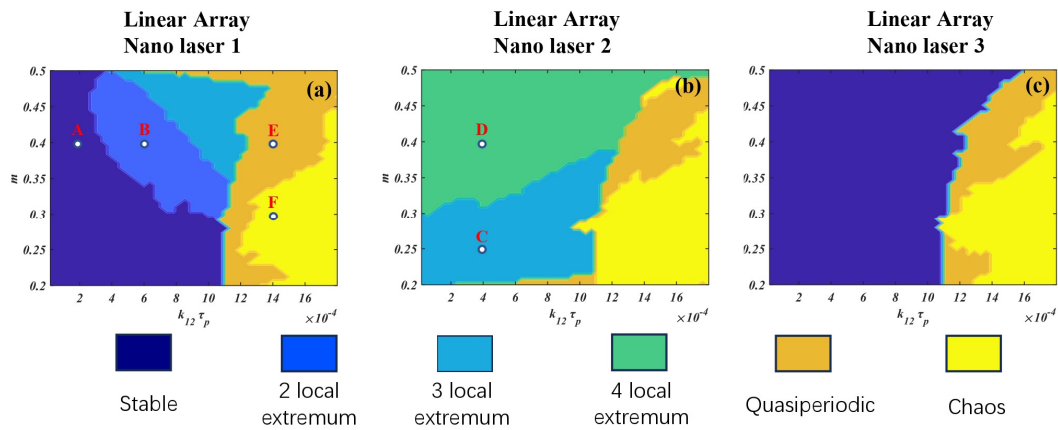 Linear Array
Nano laser 1
Linear Array
Nano laser 2
Linear Array
Nano laser 3
(a)
0.5
0.45
0.4
0.35
0.3
0.25
0.2
m
A
B
E
F
2 4 6 8 10 12 14 16
k12 τp
×10-4
(b)
0.5
0.45
0.4
0.35
0.3
0.25
0.2
m
D
C
2 4 6 8 10 12 14 16
k12 τp
×10-4
(c)
0.5
0.45
0.4
0.35
0.3
0.25
0.2
m
2 4 6 8 10 12 14 16
k12 τp
×10-4
Stable
2 local
extremum
3 local
extremum
4 local
extremum
Quasiperiodic
Chaos